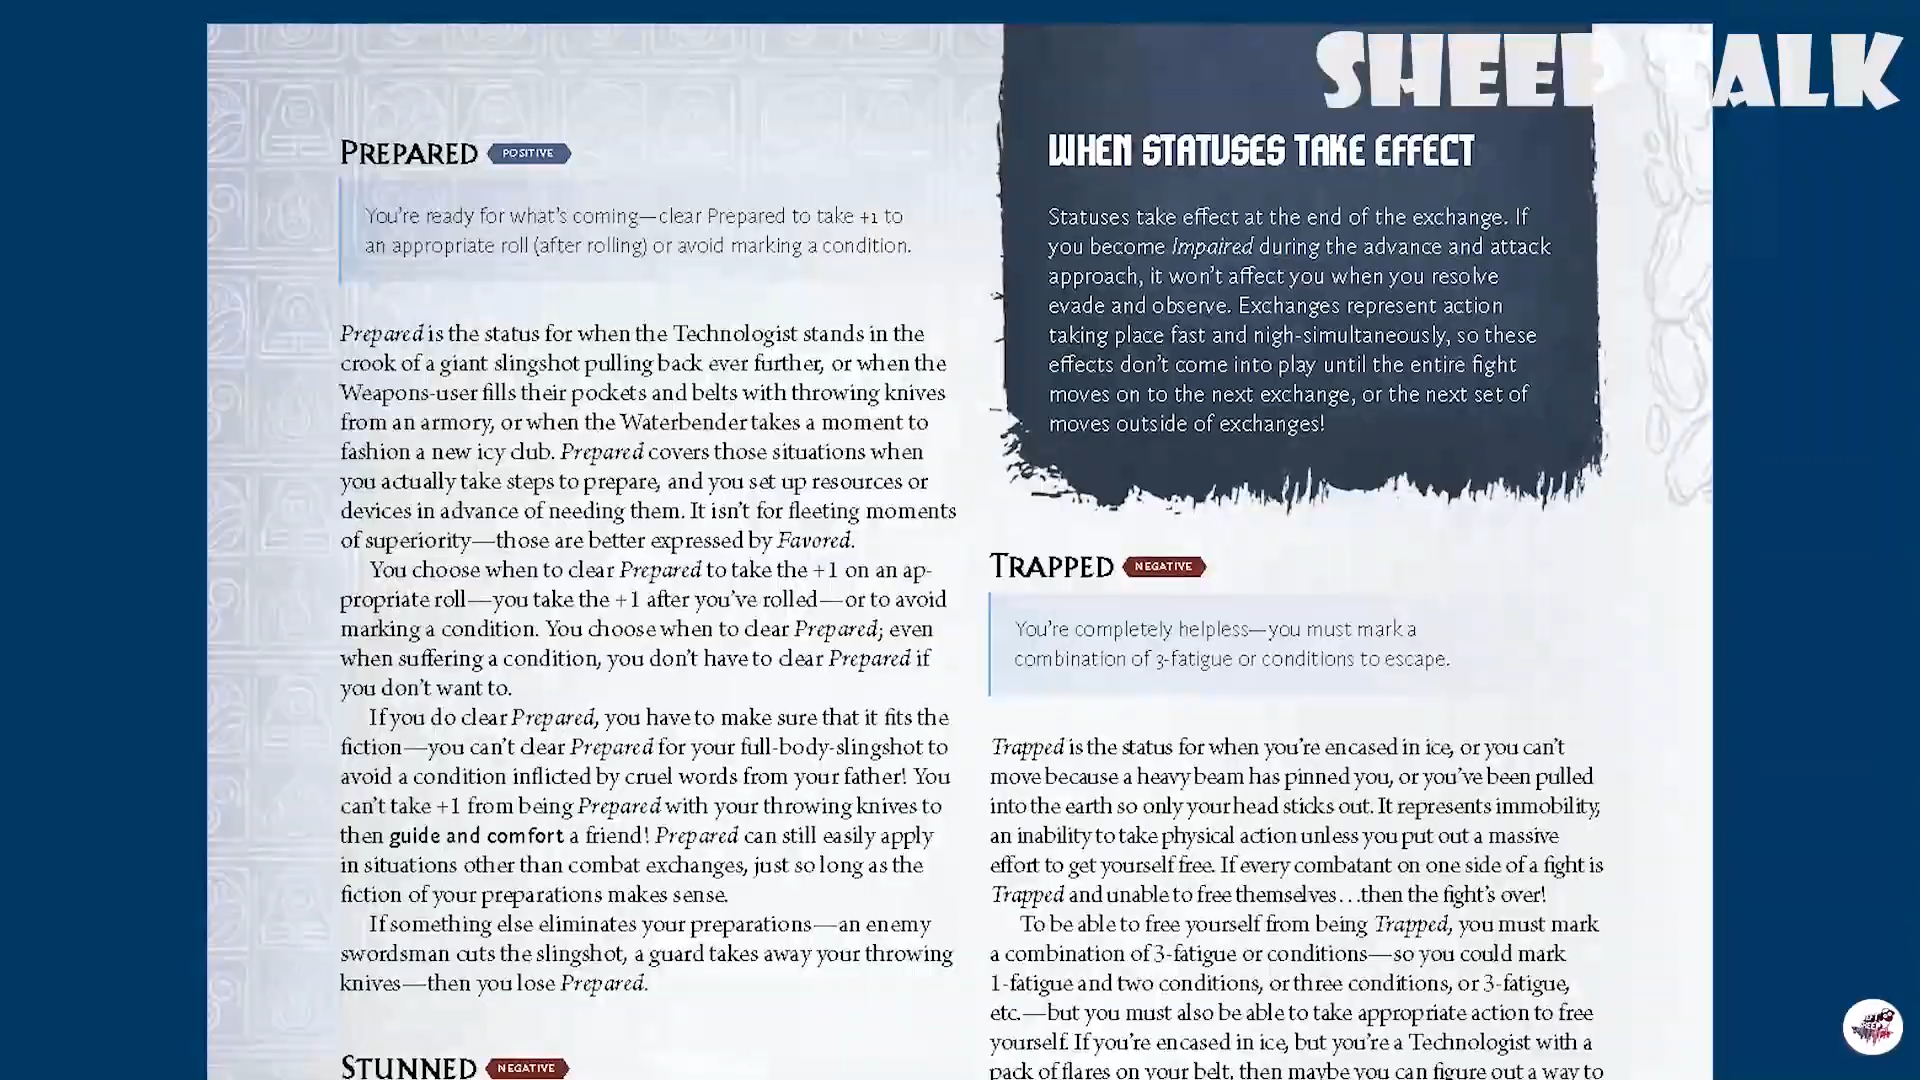 SHEEP TALK
PREPARED
POSITIVE
You're ready for what's coming—clear Prepared to take +1 to
an appropriate roll (after rolling) or avoid marking a condition.
Prepared is the status for when the Technologist stands in the
crook of a giant slingshot pulling back ever further, or when the
Weapons-user fills their pockets and belts with throwing knives
from an armory, or when the Waterbender takes a moment to
fashion a new icy club. Prepared covers those situations when
you actually take steps to prepare, and you set up resources or
devices in advance of needing them. It isn't for fleeting moments
of superiority—those are better expressed by Favored.
You choose when to clear Prepared to take the +1 on an ap-
propriate roll—you take the +1 after you've rolled—or to avoid
marking a condition. You choose when to clear Prepared; even
when suffering a condition, you don't have to clear Prepared if
you don't want to.
If you do clear Prepared, you have to make sure that it fits the
fiction—you can't clear Prepared for your full-body-slingshot to
avoid a condition inflicted by cruel words from your father! You
can't take +1 from being Prepared with your throwing knives to
then guide and comfort a friend! Prepared can still easily apply
in situations other than combat exchanges, just so long as the
fiction of your preparations makes sense.
If something else eliminates your preparations—an enemy
swordsman cuts the slingshot, a guard takes away your throwing
knives—then you lose Prepared.
STUNNED
NEGATIVE
WHEN STATUSES TAKE EFFECT
Statuses take effect at the end of the exchange. If
you become Impaired during the advance and attack
approach, it won't affect you when you resolve
evade and observe. Exchanges represent action
taking place fast and nigh-simultaneously, so these
effects don't come into play until the entire fight
moves on to the next exchange, or the next set of
moves outside of exchanges!
TRAPPED
NEGATIVE
You're completely helpless—you must mark a
combination of 3-fatigue or conditions to escape.
Trapped is the status for when you're encased in ice, or you can't
move because a heavy beam has pinned you, or you've been pulled
into the earth so only your head sticks out. It represents immobility,
an inability to take physical action unless you put out a massive
effort to get yourself free. If every combatant on one side of a fight is
Trapped and unable to free themselves…then the fight's over!
To be able to free yourself from being Trapped, you must mark
a combination of 3-fatigue or conditions—so you could mark
1-fatigue and two conditions, or three conditions, or 3-fatigue,
etc.—but you must also be able to take appropriate action to free
yourself. If you're encased in ice, but you're a Technologist with a
pack of flares on your belt, then maybe you can figure out a way to